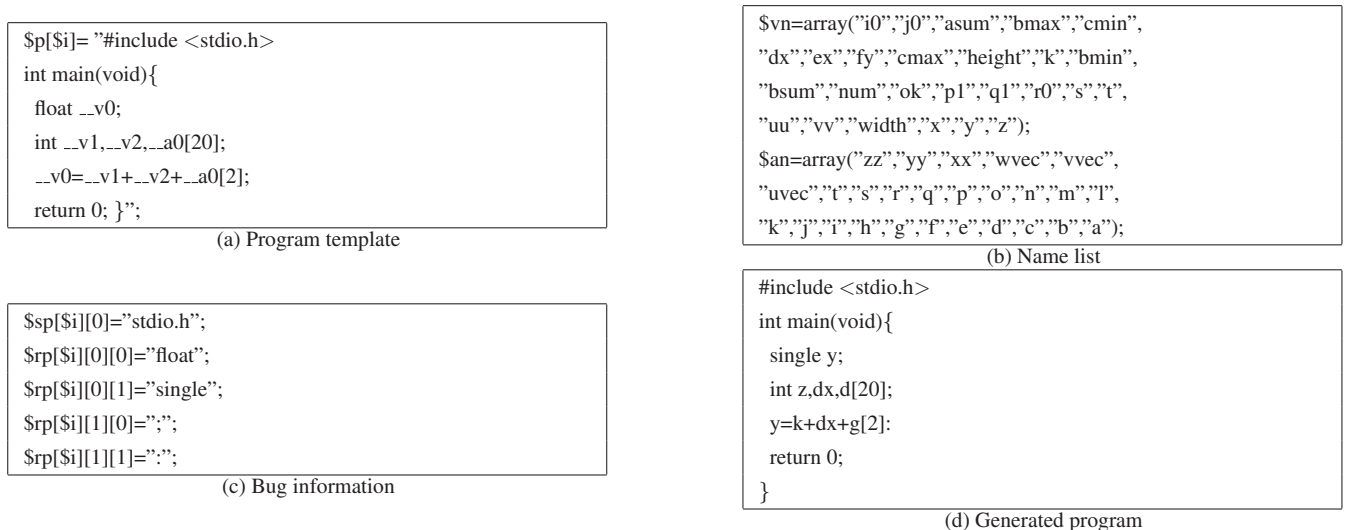 $p[$i]= ”#include <stdio.h>
int main(void){
float __v0;
int __v1,__v2,__a0[20];
__v0=__v1+__v2+__a0[2];
return 0; }”;
(a) Program template
$vn=array(”i0”,”j0”,”asum”,”bmax”,”cmin”,
”dx”,”ex”,”fy”,”cmax”,”height”,”k”,”bmin”,
”bsum”,”num”,”ok”,”p1”,”q1”,”r0”,”s”,”t”,
”uu”,”vv”,”width”,”x”,”y”,”z”);
$an=array(”zz”,”yy”,”xx”,”wvec”,”vvec”,
”uvec”,”t”,”s”,”r”,”q”,”p”,”o”,”n”,”m”,”l”,
”k”,”j”,”i”,”h”,”g”,”f”,”e”,”d”,”c”,”b”,”a”);
(b) Name list
$sp[$i][0]=”stdio.h”;
$rp[$i][0][0]=”float”;
$rp[$i][0][1]=”single”;
$rp[$i][1][0]=”;”;
$rp[$i][1][1]=”:”;
(c) Bug information
#include <stdio.h>
int main(void){
single y;
int z,dx,d[20];
y=k+dx+g[2]:
return 0;
}
(d) Generated program